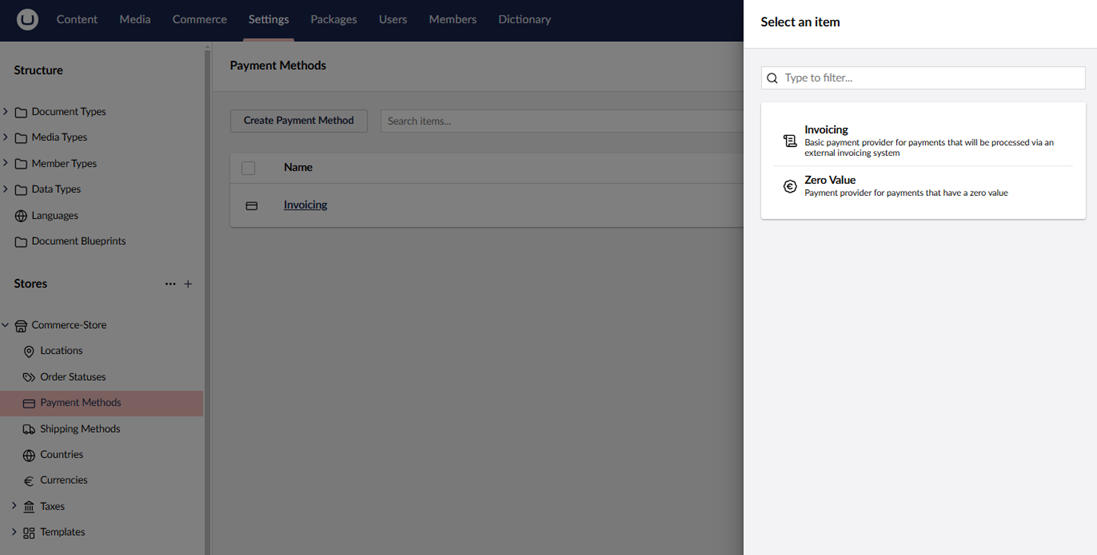 Content Media Commerce Settings Packages Users Members Dictionary
Select an item
Structure
Payment Methods
Type to filter...
Document Types
Create Payment Method
Search items...
Invoicing
Basic payment provider for payments that will be processed via an
external invoicing system
Media Types
Member Types
Name
Zero Value
Payment provider for payments that have a zero value
Data Types
Invoicing
Languages
Document Blueprints
Stores
Commerce-Store
Locations
Order Statuses
Payment Methods
Shipping Methods
Countries
Currencies
Taxes
Templates